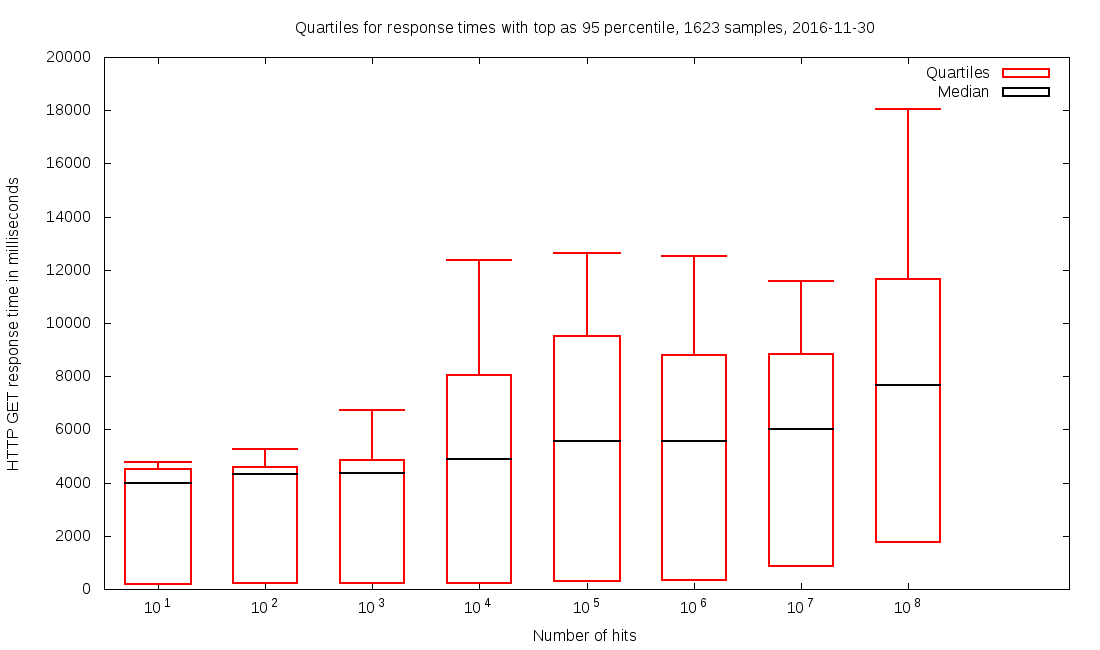 Quartiles for response times with top as 95 percentile, 1623 samples, 2016-11-30
Quartiles
Median
HTTP GET response time in milliseconds
20000
18000
16000
14000
12000
10000
8000
6000
4000
2000
0
10 1 10 2 10 3 10 4 10 5 10 6 10 7 10 8
Number of hits